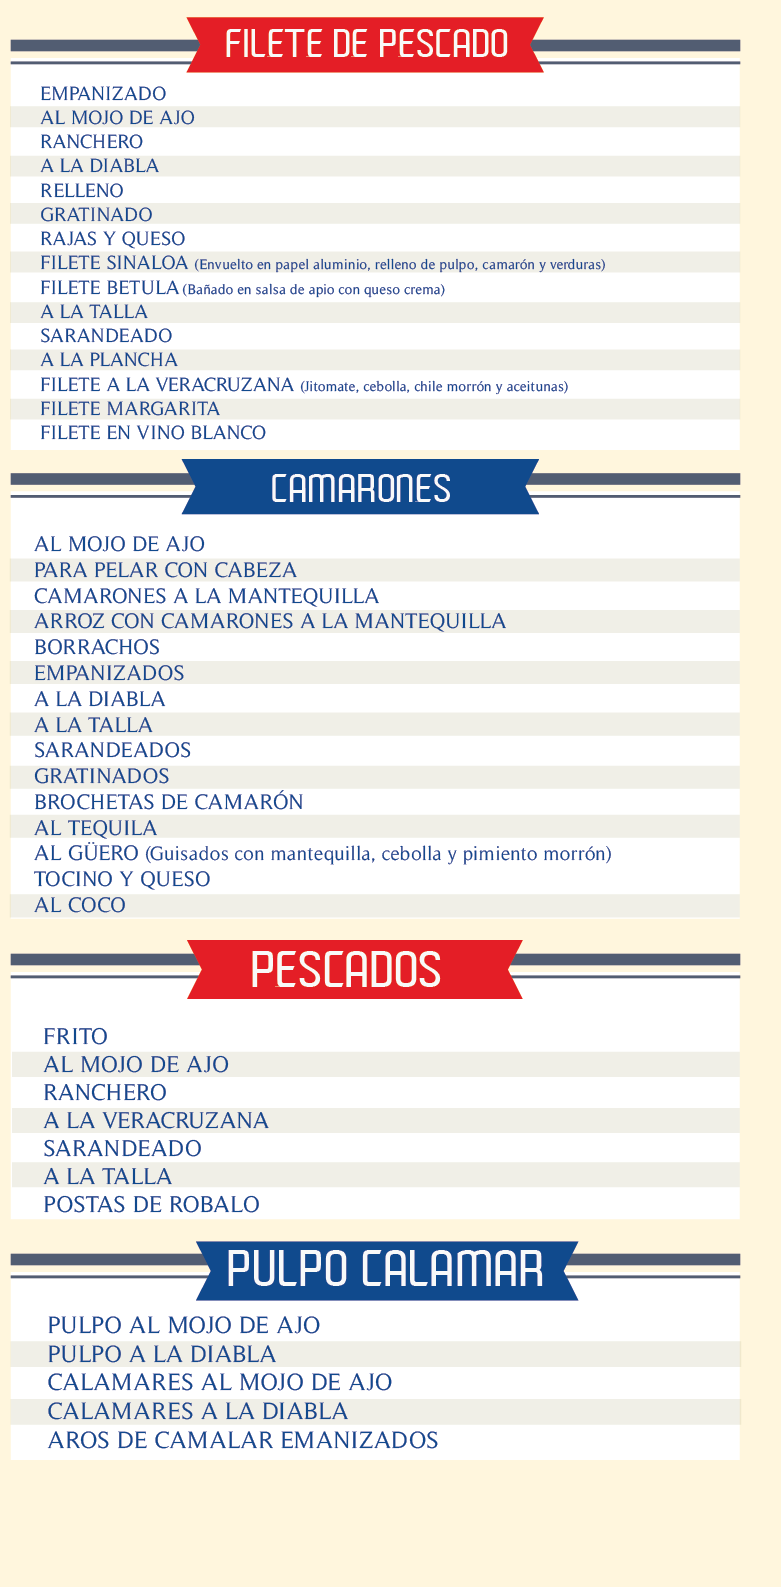 FILETE DE PESCADO
EMPANIZADO
AL MOJO DE AJO
RANCHERO
A LA DIABLA
RELLENO
GRATINADO
RAJAS Y QUESO
FILETE SINALOA (Envuelto en papel aluminio, relleno de pulpo, camarón y verduras)
FILETE BETULA (Bañado en salsa de apio con queso crema)
A LA TALLA
SARANDEADO
A LA PLANCHA
FILETE A LA VERACRUZANA (Jitomate, cebolla, chile morrón y aceitunas)
FILETE MARGARITA
FILETE EN VINO BLANCO
CAMARONES
AL MOJO DE AJO
PARA PELAR CON CABEZA
CAMARONES A LA MANTEQUILLA
ARROZ CON CAMARONES A LA MANTEQUILLA
BORRACHOS
EMPANIZADOS
A LA DIABLA
A LA TALLA
SARANDEADOS
GRATINADOS
BROCHETAS DE CAMARÓN
AL TEQUILA
AL GÜERO (Guisados con mantequilla, cebolla y pimiento morrón)
TOCINO Y QUESO
AL COCO
PESCADOS
FRITO
AL MOJO DE AJO
RANCHERO
A LA VERACRUZANA
SARANDEADO
A LA TALLA
POSTAS DE ROBALO
PULPO CALAMAR
PULPO AL MOJO DE AJO
PULPO A LA DIABLA
CALAMARES AL MOJO DE AJO
CALAMARES A LA DIABLA
AROS DE CAMALAR EMANIZADOS